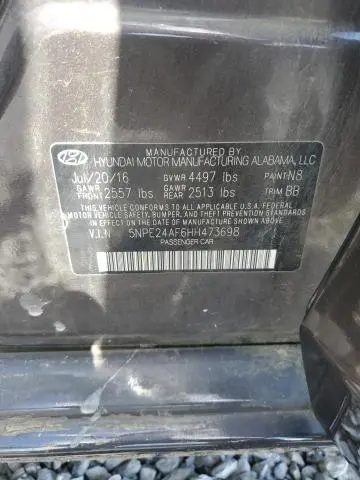 MANUFACTURED BY
HYUNDAI MOTOR MANUFACTURING ALABAMA, LLC
Jul/20/16 GVWR 4497 lbs PAINT N8
GAWR FRONT 2557 lbs GAWR REAR 2513 lbs TRIM BB
THIS VEHICLE CONFORMS TO ALL APPLICABLE U.S.A. FEDERAL
MOTOR VEHICLE SAFETY, BUMPER, AND THEFT PREVENTION STANDARDS
IN EFFECT ON THE DATE OF MANUFACTURE SHOWN ABOVE.
V.I.N 5NPE24AF6HH473698
PASSENGER CAR